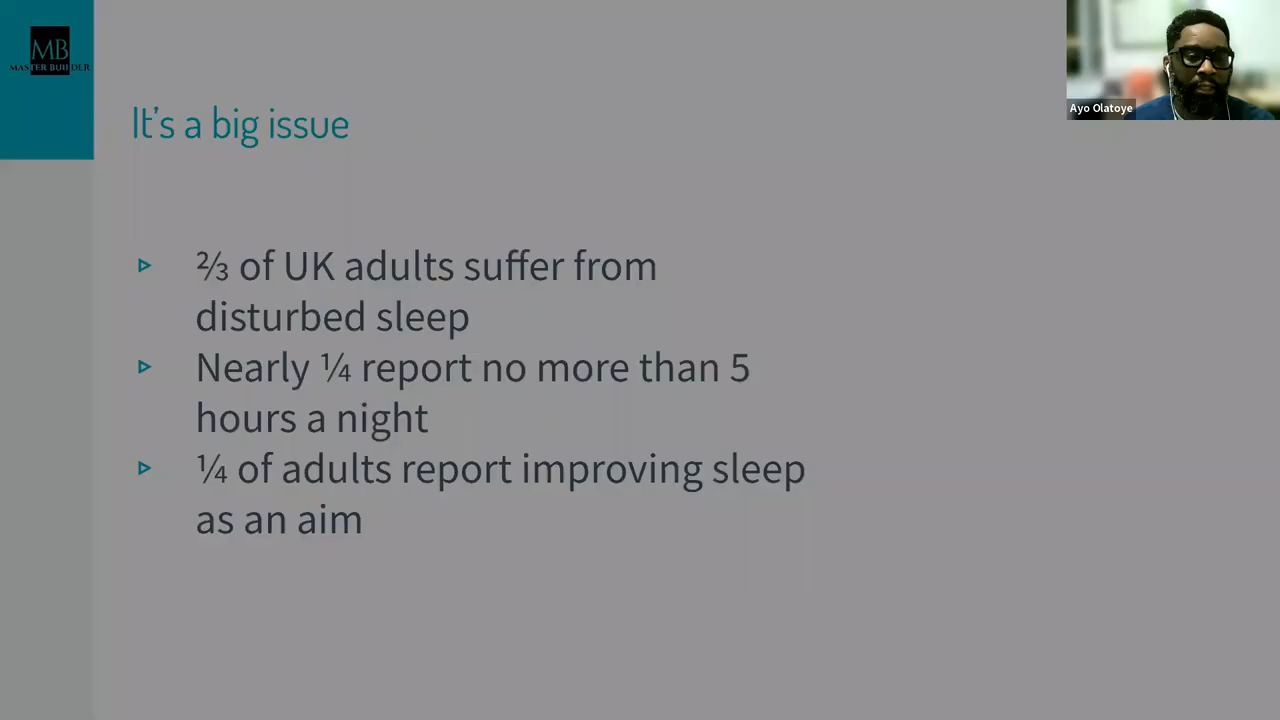 MB
MASTER BUILDER
Ayo Olatoye
It's a big issue
⅔ of UK adults suffer from
disturbed sleep
Nearly ¼ report no more than 5
hours a night
¼ of adults report improving sleep
as an aim